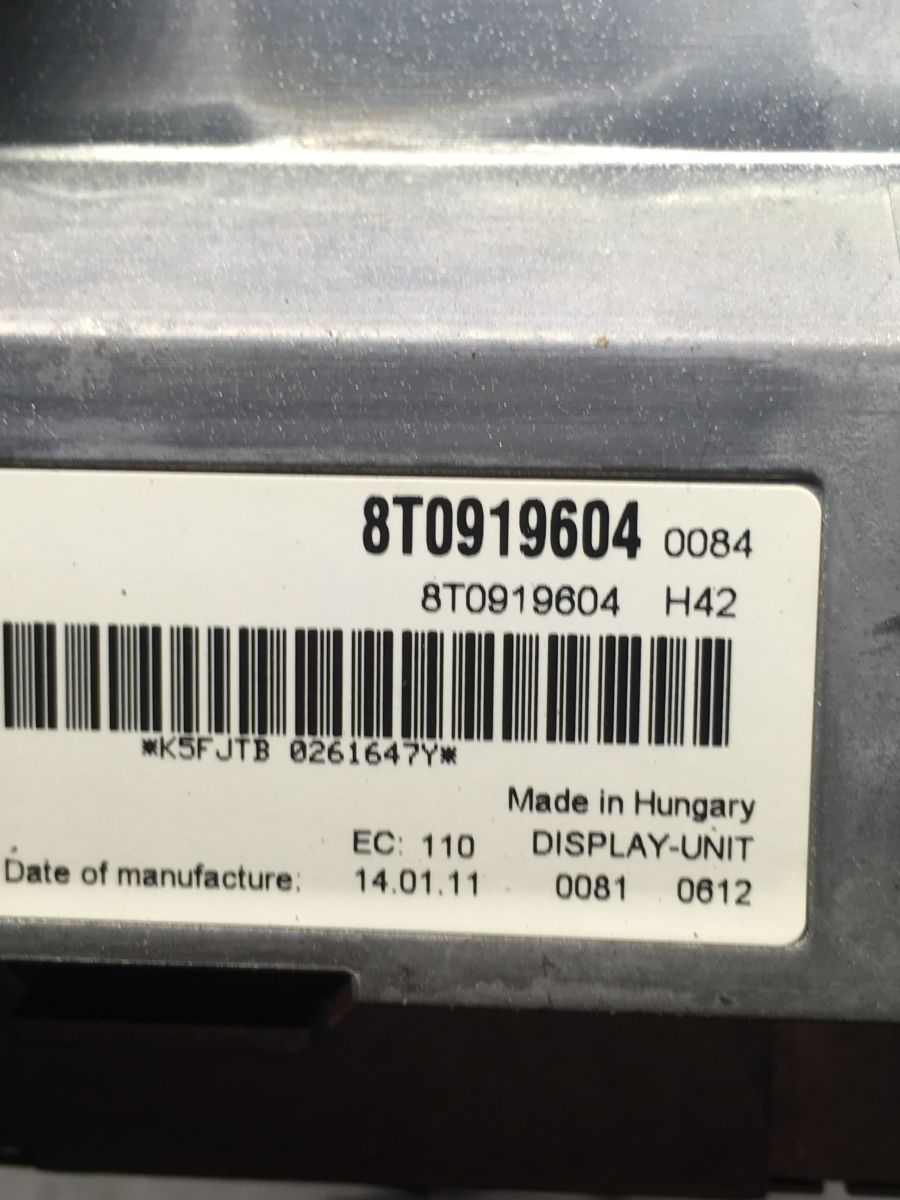 8T0919604 0084
8T0919604 H42
*K5FJTB 0261647Y*
Made in Hungary
EC: 110 DISPLAY-UNIT
Date of manufacture: 14.01.11 0081 0612